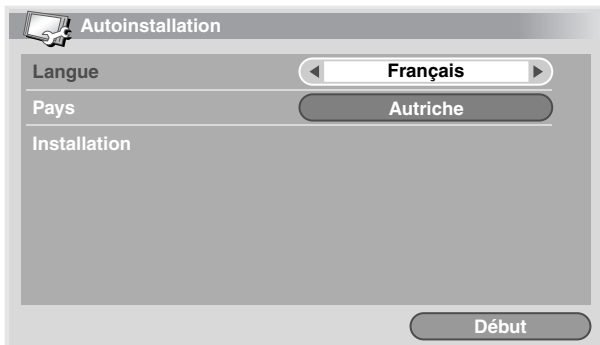 Autoinstallation
Langue Français
Pays Autriche
Installation
Début